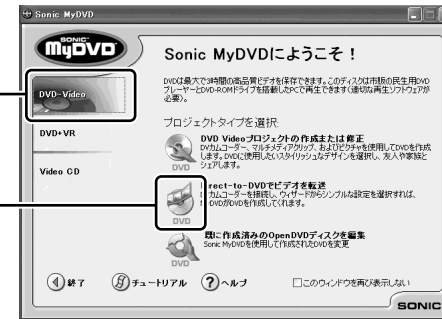 Sonic MyDVD
SONIC
MyDVD
Sonic MyDVDにようこそ！
DVDは最大で3時間の高品質ビデオを保存できます。このディスクは市販の民生用DVD
プレーヤーとDVD-ROMドライブを搭載したPCで再生できます（適切な再生ソフトウェアが
必要）。
DVD-Video
DVD+VR
Video CD
プロジェクトタイプを選択:
DVD Videoプロジェクトの作成または修正
DVカムコーダー、マルチメディアクリップ、およびピクチャを使用してDVDを作成
します。DVDに使用したいスタイリッシュなデザインを選択し、友人や家族と
シェアします。
DVD
Direct-to-DVDでビデオを転送
カムコーダーを接続し、ウィザードからシンプルな設定を選択すれば、
DVDがDVDを作成してくれます。
DVD
既に作成済みのOpenDVDディスクを編集
Sonic MyDVDを使用して作成されたDVDを変更
DVD
終了
チュートリアル
ヘルプ
このウィンドウを再び表示しない
SONIC